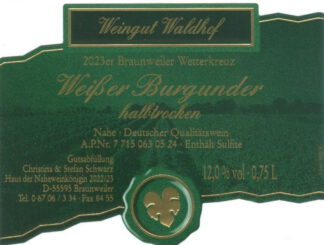 Weingut Waldhof
2023er Braunweiler Wetterkreuz
Weißer Burgunder
halbtrocken
Nahe - Deutscher Qualitätswein
A.P.Nr. 7 715 063 05 24 - Enthält Sulfite
Gutsabfüllung
Christina & Stefan Schwarz
Haus der Naheweinkönigin 2022/23
D-55595 Braunweiler
Tel. 0 67 06 / 3 34 · Fax 84 55
12,0 % vol - 0,75 L